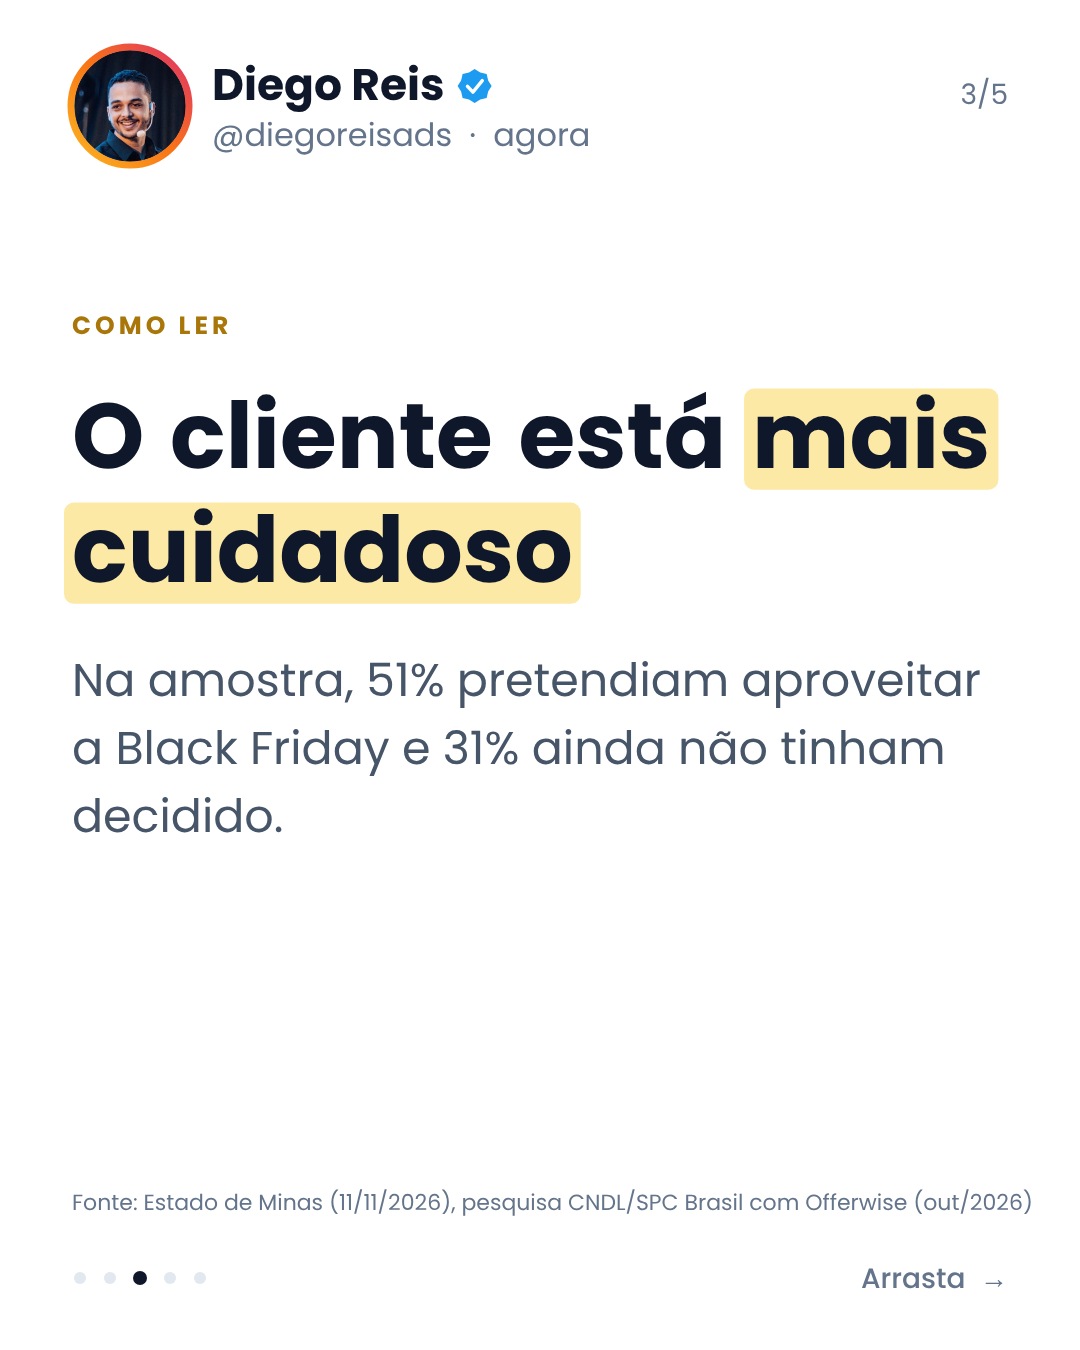 Diego Reis
@diegoreisads · agora
3/5
COMO LER
O cliente está mais
cuidadoso
Na amostra, 51% pretendiam aproveitar
a Black Friday e 31% ainda não tinham
decidido.
Fonte: Estado de Minas (11/11/2026), pesquisa CNDL/SPC Brasil com Offerwise (out/2026)
Arrasta →